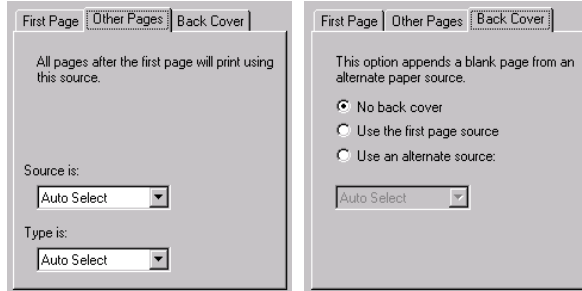 First Page Other Pages Back Cover
All pages after the first page will print using
this source.
Source is:
Auto Select
Type is:
Auto Select
First Page Other Pages Back Cover
This option appends a blank page from an
alternate paper source.
No back cover
Use the first page source
Use an alternate source:
Auto Select